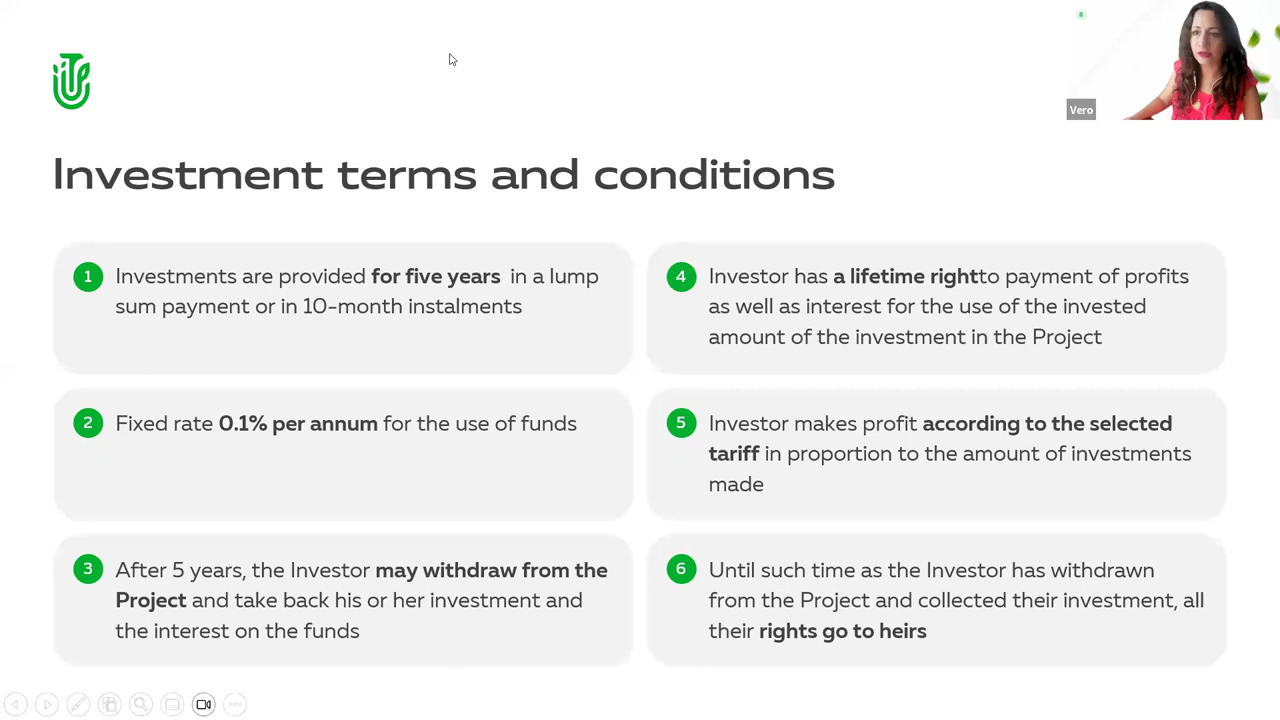 Vero
Investment terms and conditions
1
Investments are provided for five years in a lump
sum payment or in 10-month instalments
2
Fixed rate 0.1% per annum for the use of funds
3
After 5 years, the Investor may withdraw from the
Project and take back his or her investment and
the interest on the funds
4
Investor has a lifetime rightto payment of profits
as well as interest for the use of the invested
amount of the investment in the Project
5
Investor makes profit according to the selected
tariff in proportion to the amount of investments
made
6
Until such time as the Investor has withdrawn
from the Project and collected their investment, all
their rights go to heirs